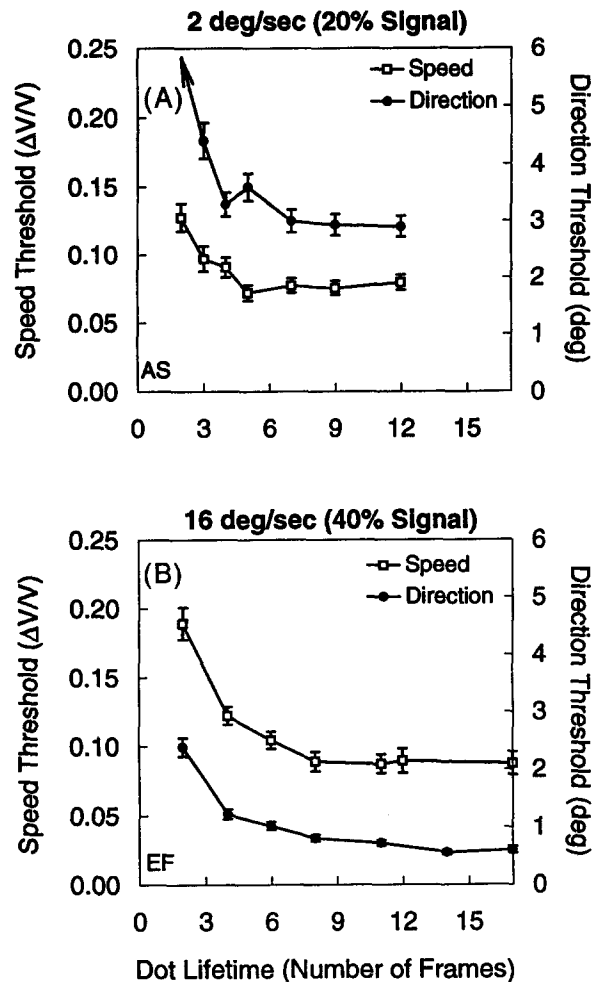 2 deg/sec (20% Signal)
(A)
Speed
Direction
Speed Threshold (ΔV/V)
0.25
0.20
0.15
0.10
0.05
0.00
Direction Threshold (deg)
6
5
4
3
2
1
0
AS
0 3 6 9 12 15
16 deg/sec (40% Signal)
(B)
Speed
Direction
Speed Threshold (ΔV/V)
0.25
0.20
0.15
0.10
0.05
0.00
Direction Threshold (deg)
6
5
4
3
2
1
0
EF
0 3 6 9 12 15
Dot Lifetime (Number of Frames)